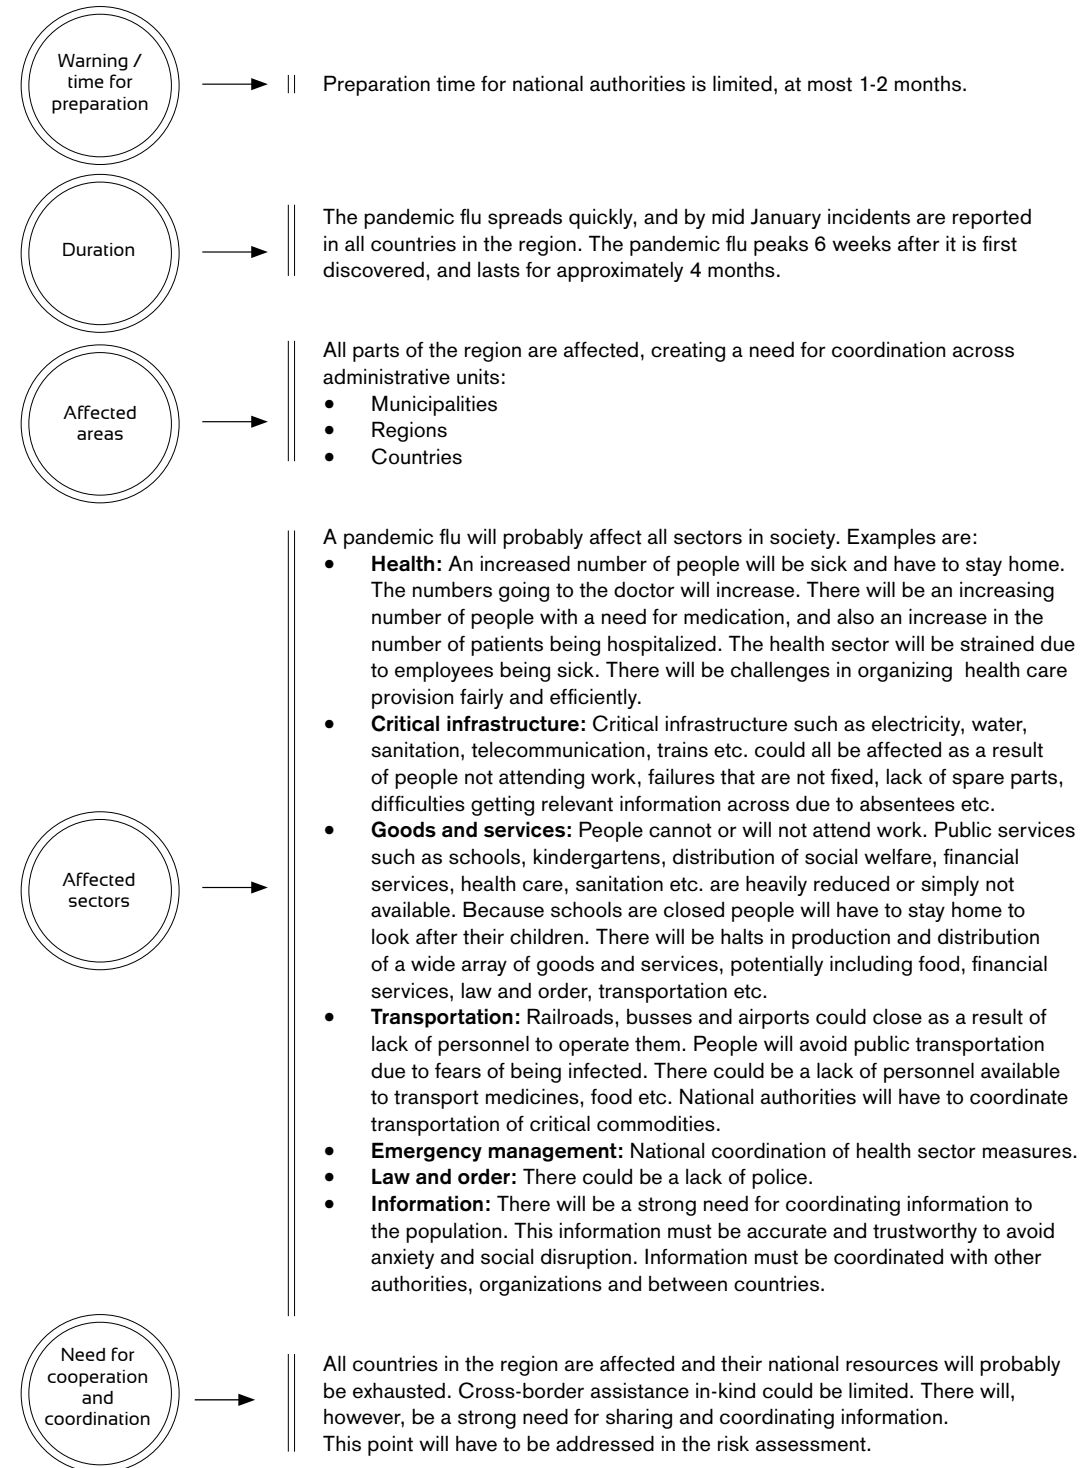 Warning /
time for
preparation
Preparation time for national authorities is limited, at most 1-2 months.
Duration
The pandemic flu spreads quickly, and by mid January incidents are reported
in all countries in the region. The pandemic flu peaks 6 weeks after it is first
discovered, and lasts for approximately 4 months.
Affected
areas
All parts of the region are affected, creating a need for coordination across
administrative units:
• Municipalities
• Regions
• Countries
Affected
sectors
A pandemic flu will probably affect all sectors in society. Examples are:
• Health: An increased number of people will be sick and have to stay home.
The numbers going to the doctor will increase. There will be an increasing
number of people with a need for medication, and also an increase in the
number of patients being hospitalized. The health sector will be strained due
to employees being sick. There will be challenges in organizing health care
provision fairly and efficiently.
• Critical infrastructure: Critical infrastructure such as electricity, water,
sanitation, telecommunication, trains etc. could all be affected as a result
of people not attending work, failures that are not fixed, lack of spare parts,
difficulties getting relevant information across due to absentees etc.
• Goods and services: People cannot or will not attend work. Public services
such as schools, kindergartens, distribution of social welfare, financial
services, health care, sanitation etc. are heavily reduced or simply not
available. Because schools are closed people will have to stay home to
look after their children. There will be halts in production and distribution
of a wide array of goods and services, potentially including food, financial
services, law and order, transportation etc.
• Transportation: Railroads, busses and airports could close as a result of
lack of personnel to operate them. People will avoid public transportation
due to fears of being infected. There could be a lack of personnel available
to transport medicines, food etc. National authorities will have to coordinate
transportation of critical commodities.
• Emergency management: National coordination of health sector measures.
• Law and order: There could be a lack of police.
• Information: There will be a strong need for coordinating information to
the population. This information must be accurate and trustworthy to avoid
anxiety and social disruption. Information must be coordinated with other
authorities, organizations and between countries.
Need for
cooperation
and
coordination
All countries in the region are affected and their national resources will probably
be exhausted. Cross-border assistance in-kind could be limited. There will,
however, be a strong need for sharing and coordinating information.
This point will have to be addressed in the risk assessment.